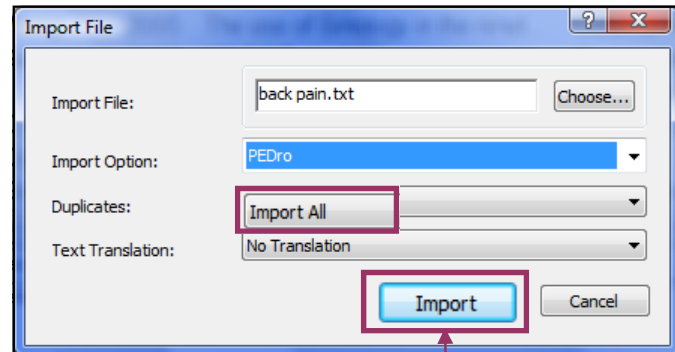 Import File
Import File: back pain.txt Choose...
Import Option: PEDro
Duplicates: Import All
Text Translation: No Translation
Import Cancel